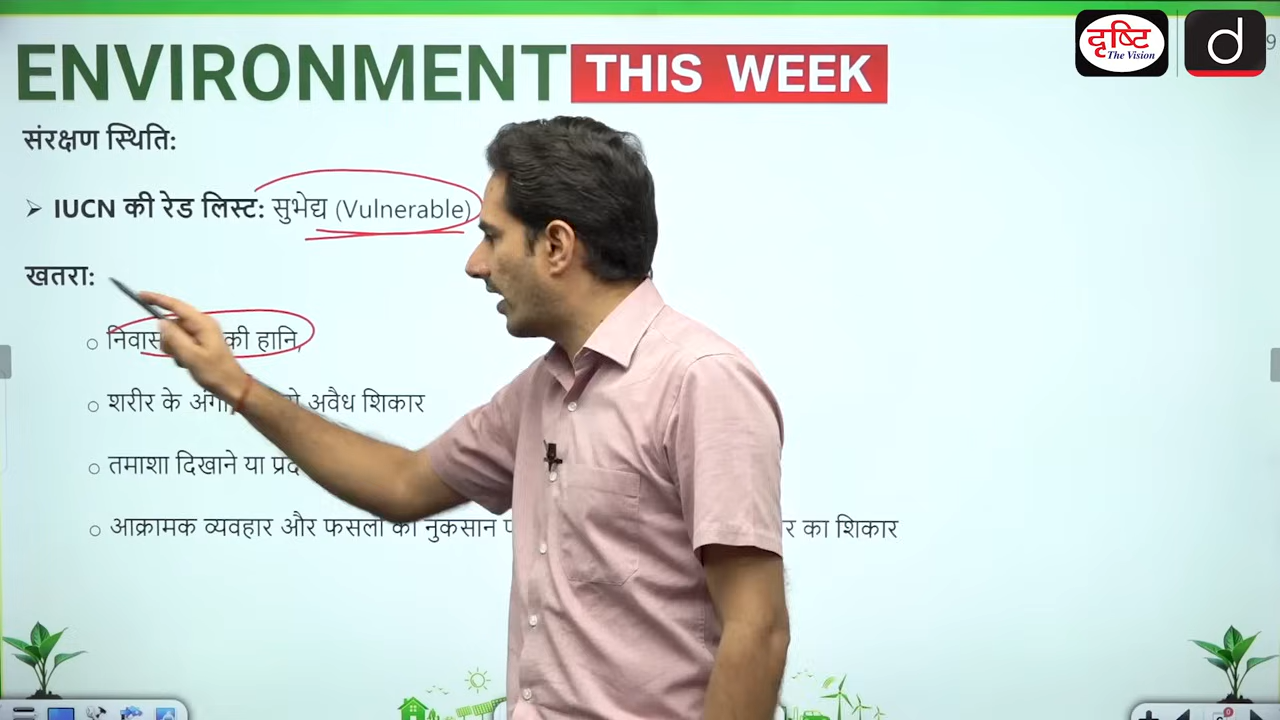 दृष्टि
The Vision
d
9
ENVIRONMENT THIS WEEK
संरक्षण स्थिति:
➢ IUCN की रेड लिस्ट: सुभेद्य (Vulnerable)
खतरा:
○ की हानि,
○ शरीर के अवैध शिकार
○ तमाशा दिखाने या
○ आक्रामक व्यवहार और फसलों को नुकसान का शिकार